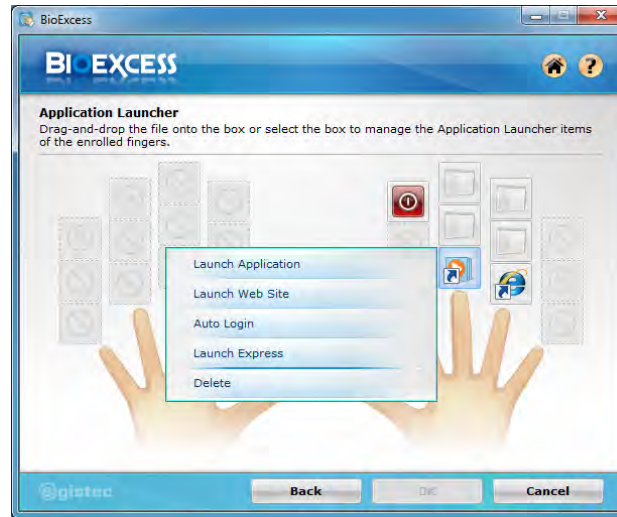 BioExcess
BIOEXCESS
?
Application Launcher
Drag-and-drop the file onto the box or select the box to manage the Application Launcher items
of the enrolled fingers.
Launch Application
Launch Web Site
Auto Login
Launch Express
Delete
egistec
Back
OK
Cancel